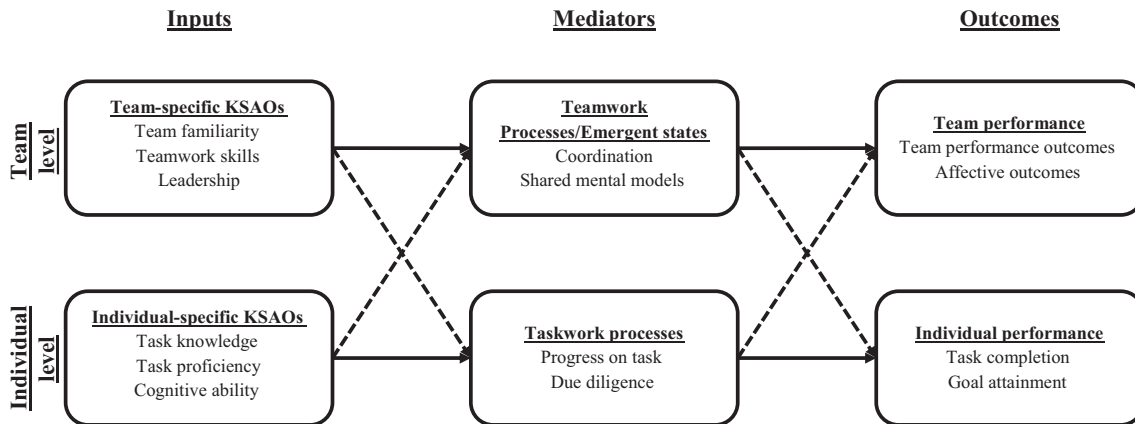 Inputs
Mediators
Outcomes
Team
level
Team-specific KSAOs
Team familiarity
Teamwork skills
Leadership
Teamwork
Processes/Emergent states
Coordination
Shared mental models
Team performance
Team performance outcomes
Affective outcomes
Individual
level
Individual-specific KSAOs
Task knowledge
Task proficiency
Cognitive ability
Taskwork processes
Progress on task
Due diligence
Individual performance
Task completion
Goal attainment